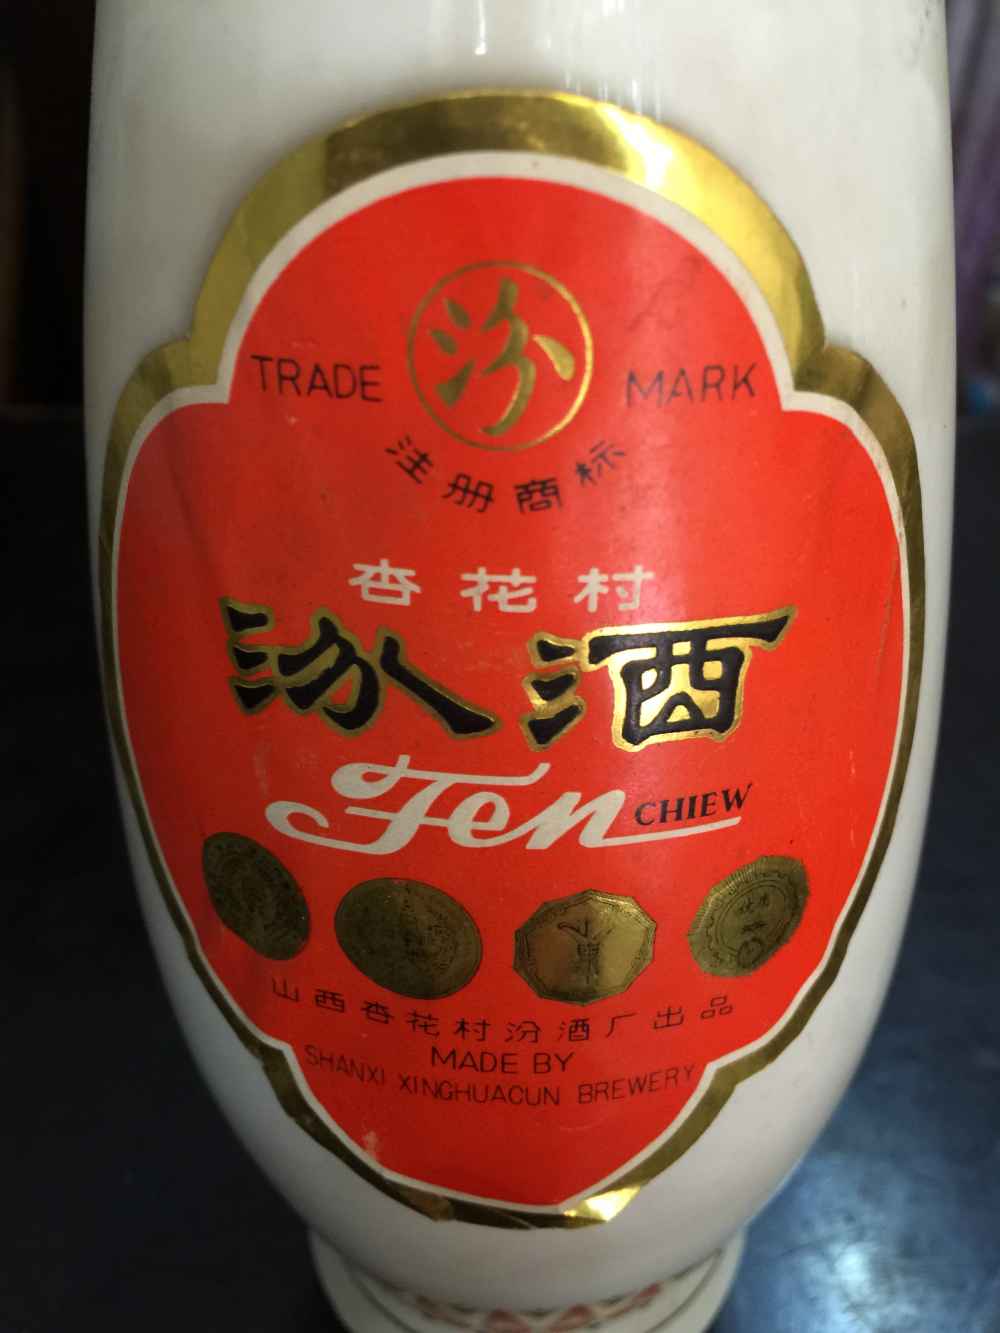 汾
TRADE MARK
注册商标
杏花村
汾酒
Fen CHIEW
山西杏花村汾酒厂出品
MADE BY
SHANXI XINGHUACUN BREWERY